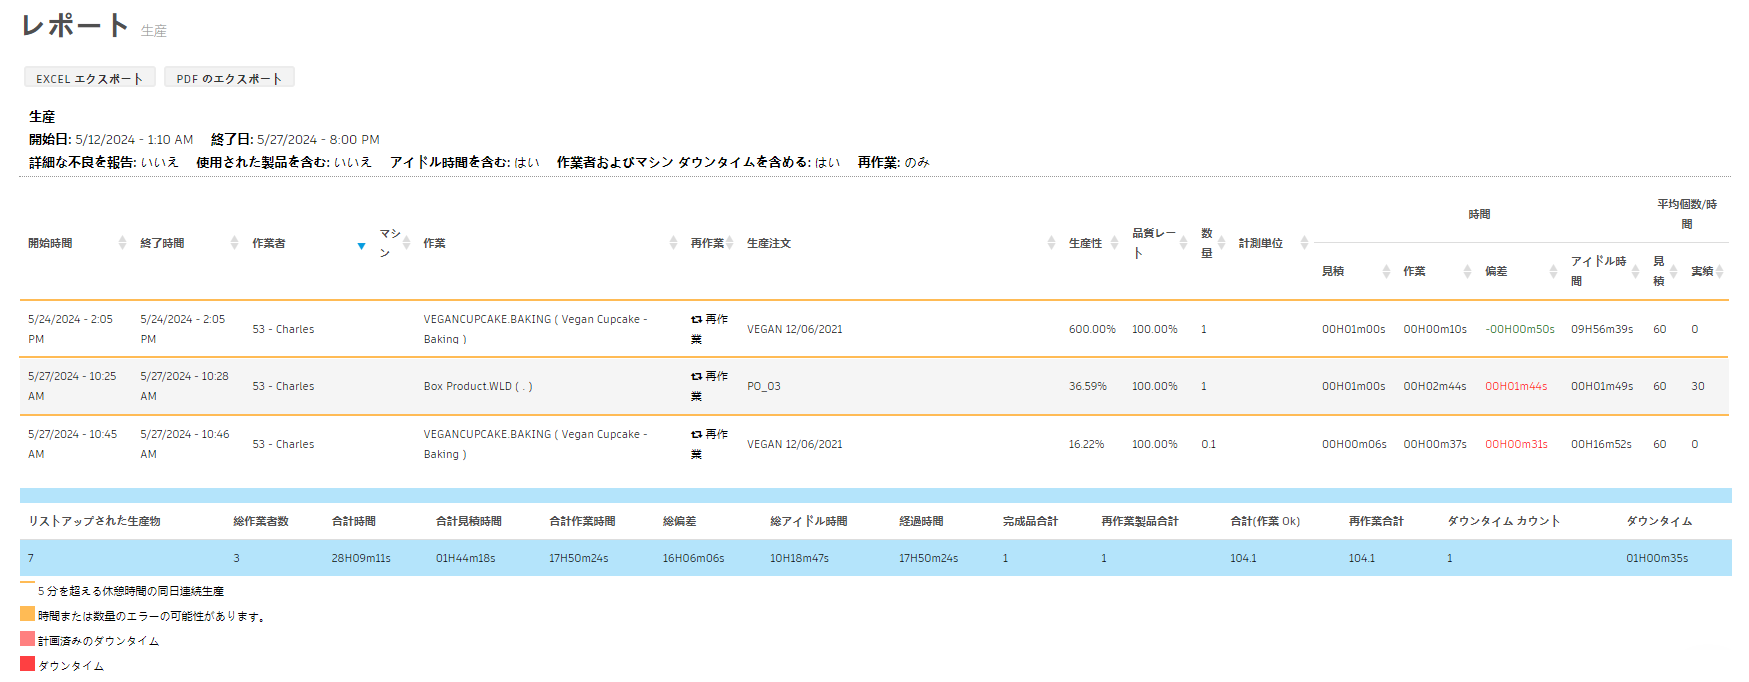 レポート 生産
EXCEL エクスポート PDF のエクスポート
生産
開始日: 5/12/2024 - 1:10 AM 終了日: 5/27/2024 - 8:00 PM
詳細な不良を報告: いいえ 使用された製品を含む: いいえ アイドル時間を含む: はい 作業者およびマシン ダウンタイムを含める: はい 再作業: のみ
開始時間 終了時間 作業者 マシン 作業 再作業 生産注文 生産性 品質レート 数量 計測単位 時間 平均個数/時間
見積 作業 偏差 アイドル時間 見積 実績
5/24/2024 - 2:05 PM 5/24/2024 - 2:05 PM 53 - Charles VEGANCUPCAKE.BAKING ( Vegan Cupcake - Baking ) 再作業 VEGAN 12/06/2021 600.00% 100.00% 1 00H01m00s 00H00m10s -00H00m50s 09H56m39s 60 0
5/27/2024 - 10:25 AM 5/27/2024 - 10:28 AM 53 - Charles Box Product.WLD ( . ) 再作業 PO_03 36.59% 100.00% 1 00H01m00s 00H02m44s 00H01m44s 00H01m49s 60 30
5/27/2024 - 10:45 AM 5/27/2024 - 10:46 AM 53 - Charles VEGANCUPCAKE.BAKING ( Vegan Cupcake - Baking ) 再作業 VEGAN 12/06/2021 16.22% 100.00% 0.1 00H00m06s 00H00m37s 00H00m31s 00H16m52s 60 0
リストアップされた生産物 総作業者数 合計時間 合計見積時間 合計作業時間 総偏差 総アイドル時間 経過時間 完成品合計 再作業製品合計 合計(作業 Ok) 再作業合計 ダウンタイム カウント ダウンタイム
7 3 28H09m11s 01H44m18s 17H50m24s 16H06m06s 10H18m47s 17H50m24s 1 1 104.1 104.1 1 01H00m35s
5 分を超える休憩時間の同日連続生産
時間または数量のエラーの可能性があります。
計画済みのダウンタイム
ダウンタイム